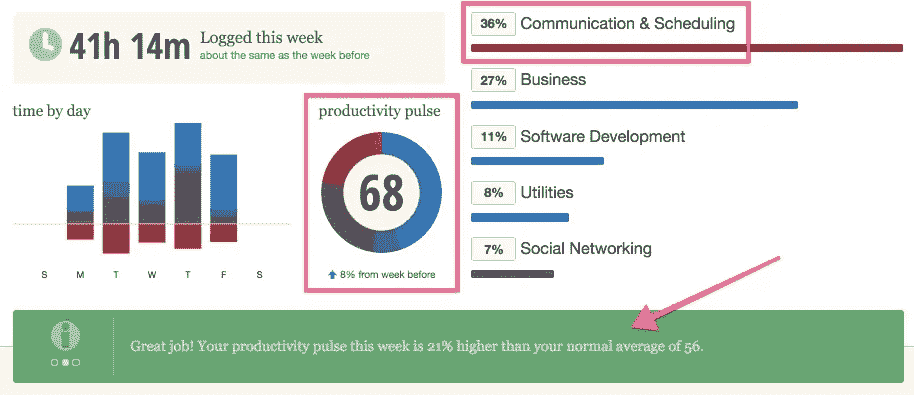 41h 14m Logged this week
about the same as the week before
time by day
S M T W T F S
productivity pulse
68
8% from week before
36% Communication & Scheduling
27% Business
11% Software Development
8% Utilities
7% Social Networking
Great job! Your productivity pulse this week is 21% higher than your normal average of 56.